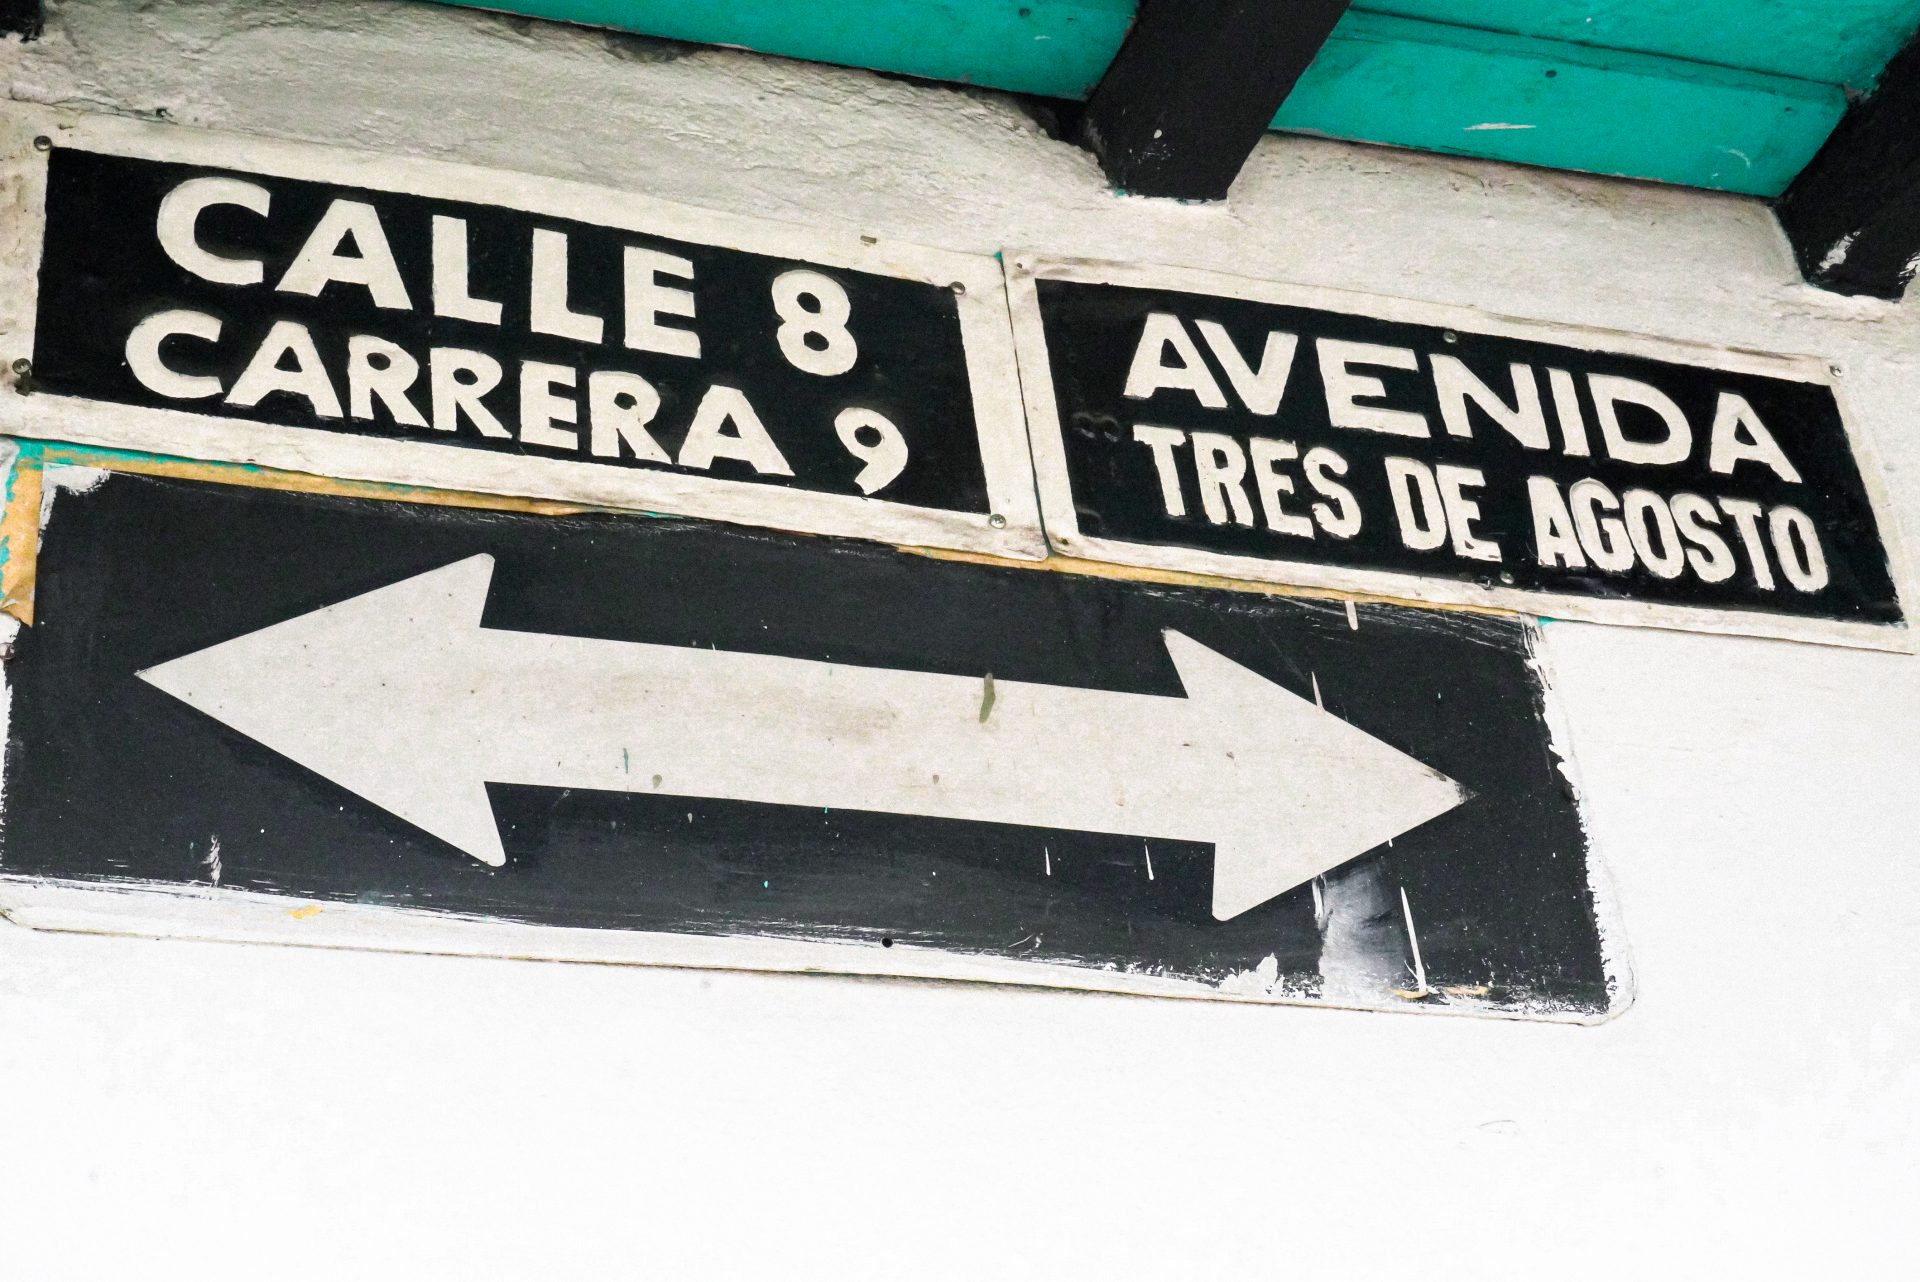 CALLE 8
CARRERA 9
AVENIDA
TRES DE AGOSTO